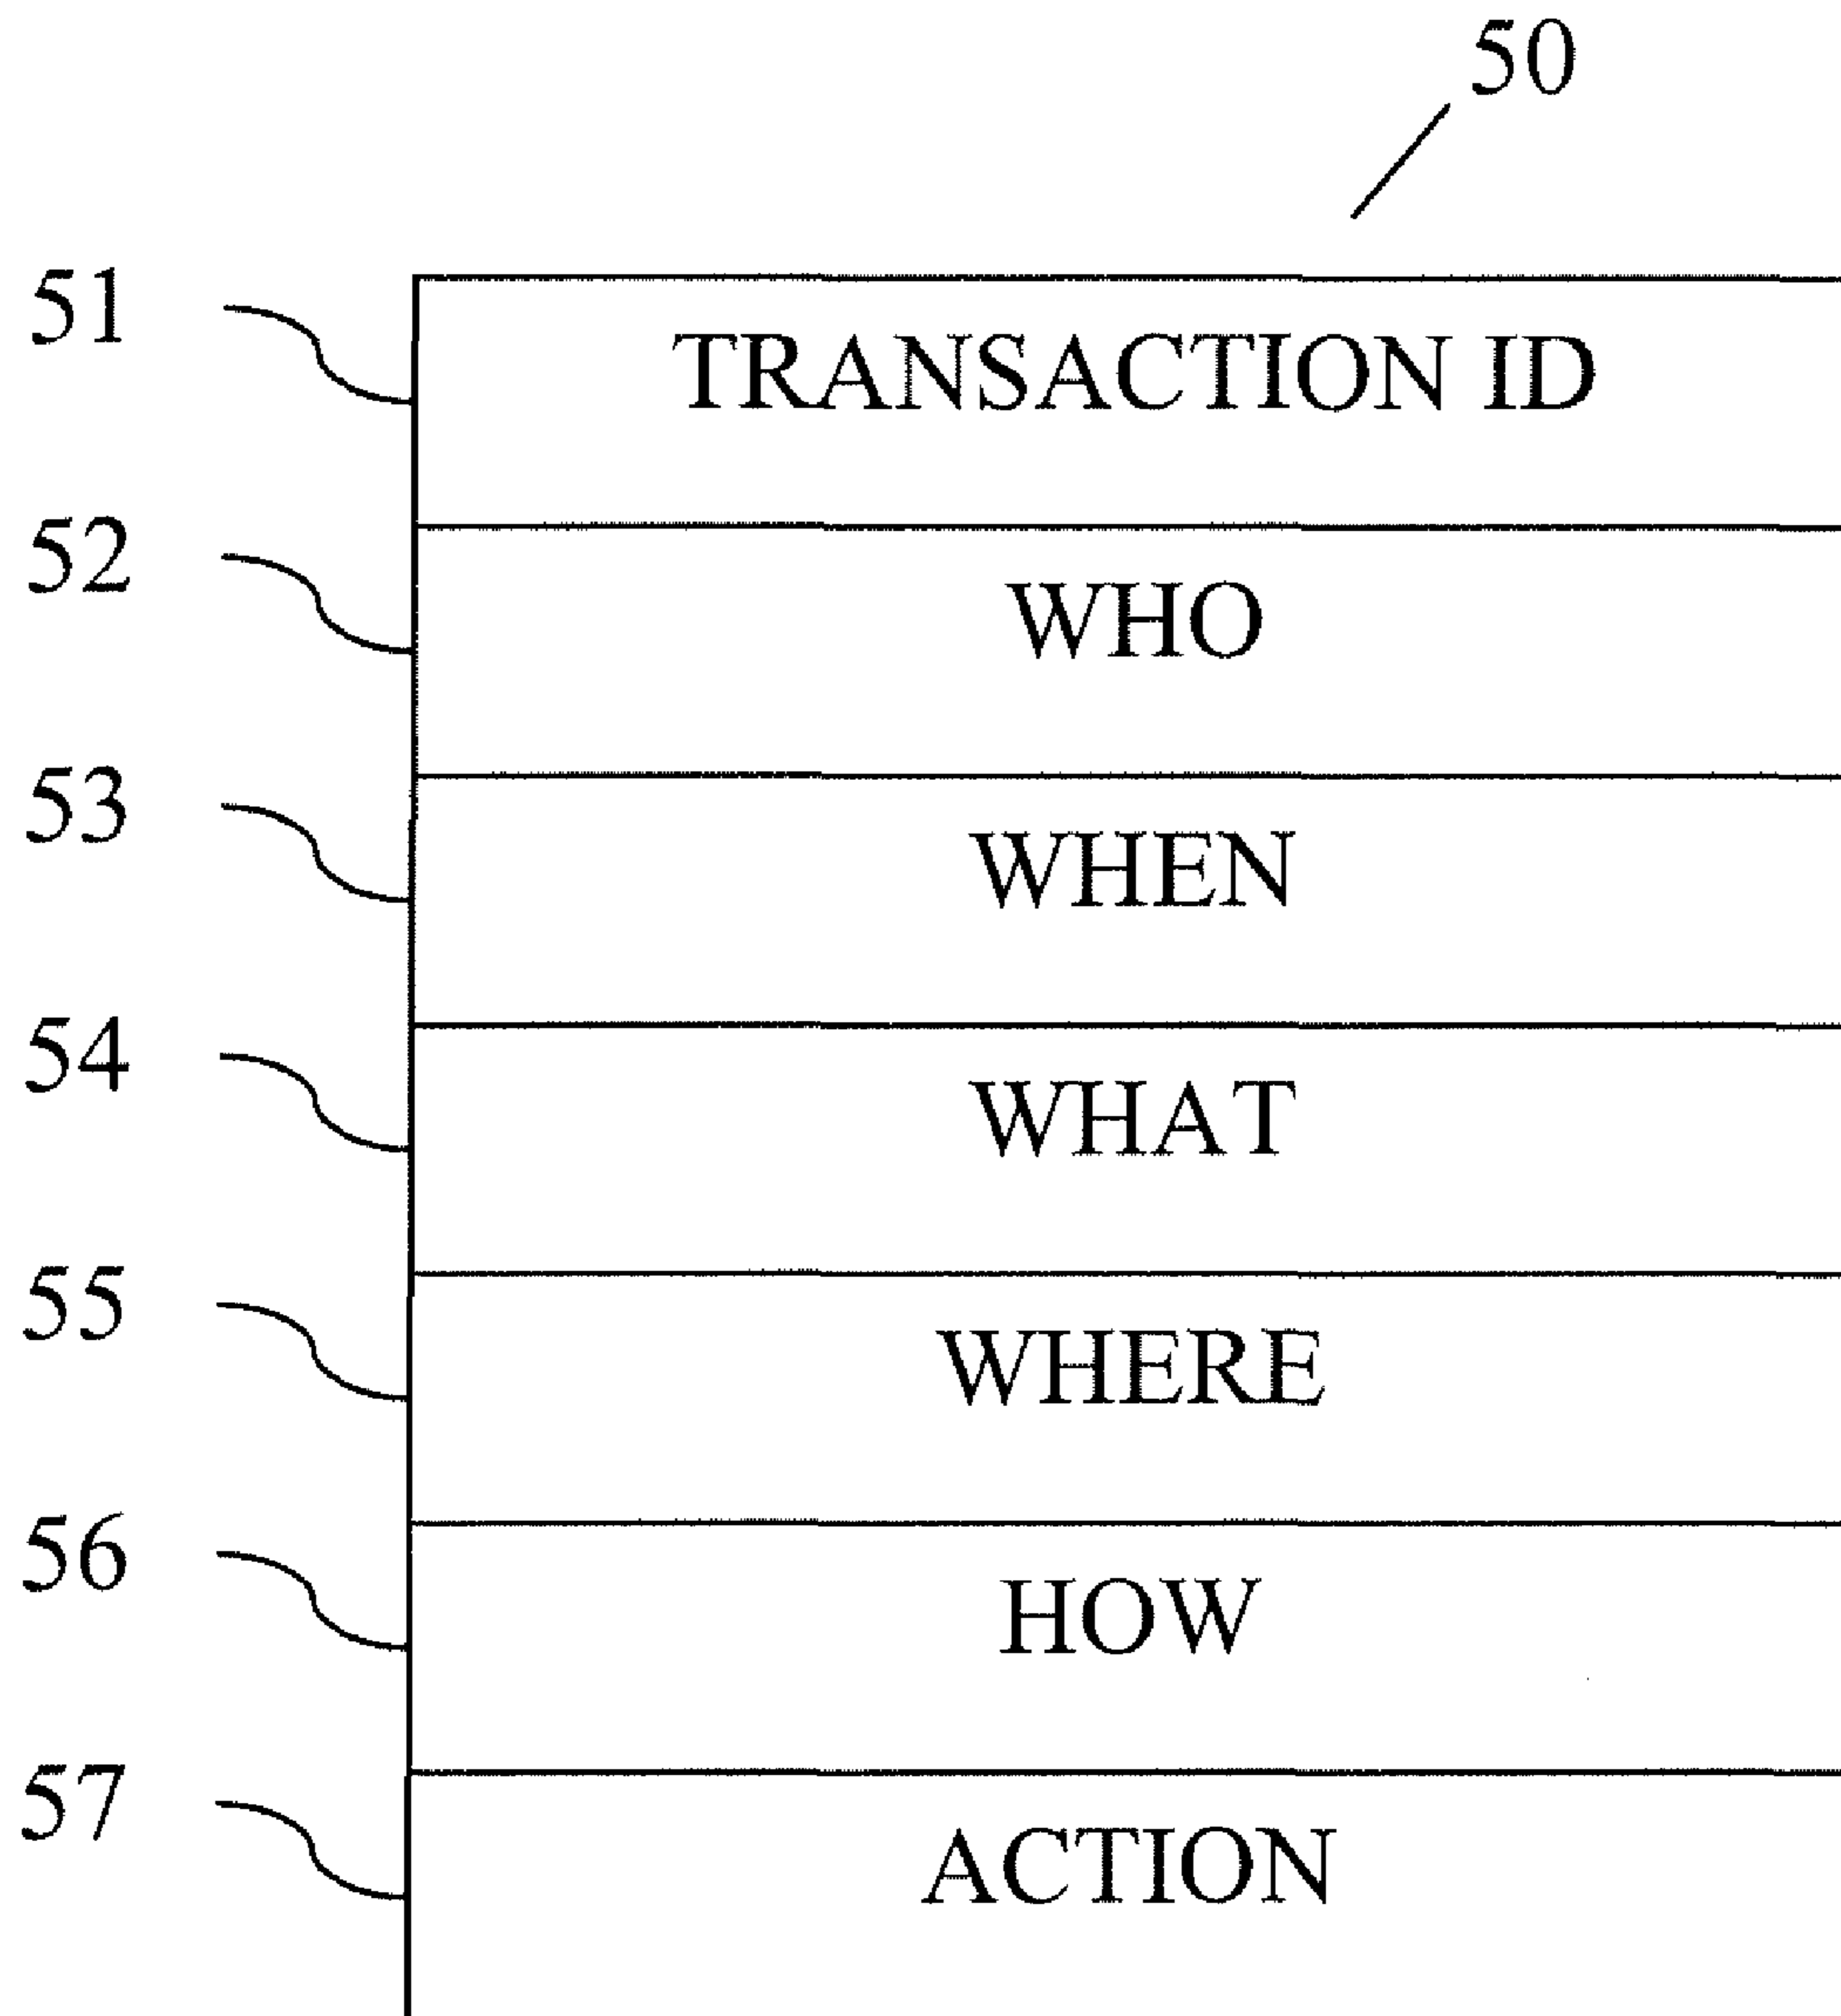 50
51 TRANSACTION ID
52 WHO
53 WHEN
54 WHAT
55 WHERE
56 HOW
57 ACTION